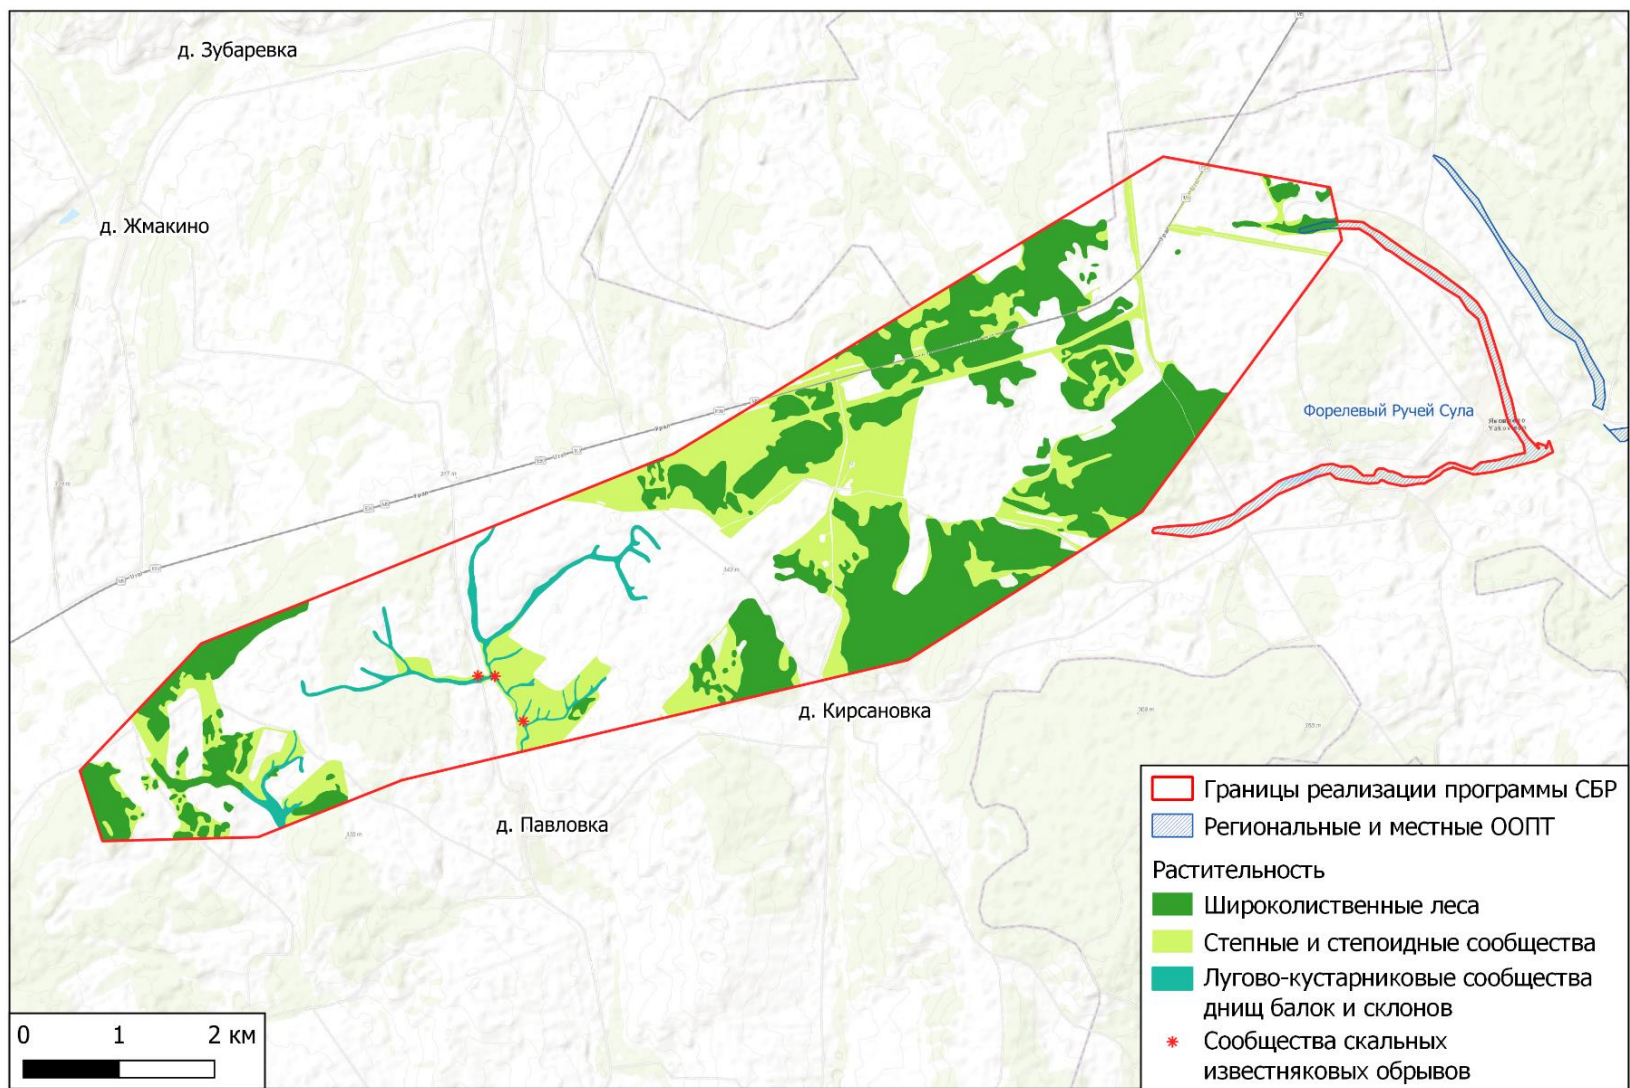 д. Зубаревка
д. Жмакино
Форелевый Ручей Сула
д. Кирсановка
д. Павловка
Границы реализации программы СБР
Региональные и местные ООПТ
Растительность
Широколиственные леса
Степные и степоидные сообщества
Лугово-кустарниковые сообщества
днищ балок и склонов
Сообщества скальных
известняковых обрывов
0 1 2 км